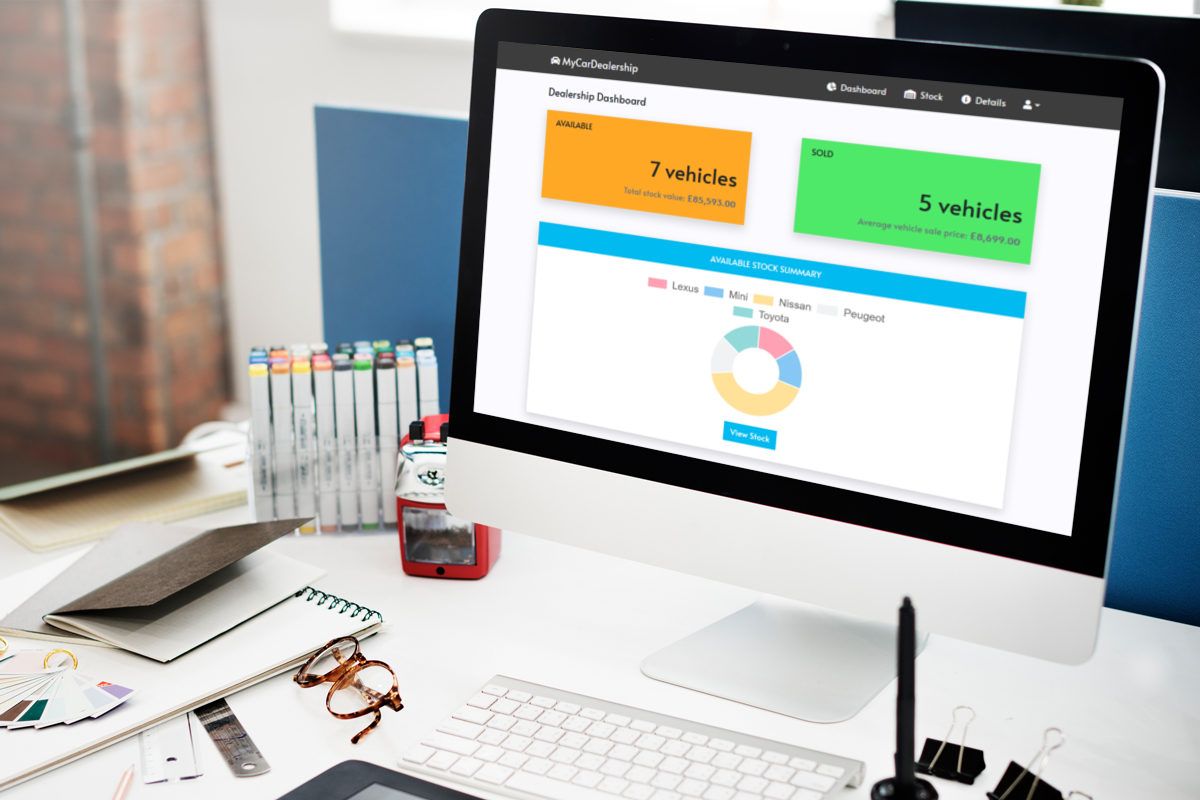 MyCarDealership
Dashboard
Stock
Details
Dealership Dashboard
AVAILABLE
7 vehicles
Total stock value: £85,593.00
SOLD
5 vehicles
Average vehicle sale price: £8,699.00
AVAILABLE STOCK SUMMARY
Lexus Mini Nissan Peugeot
Toyota
View Stock